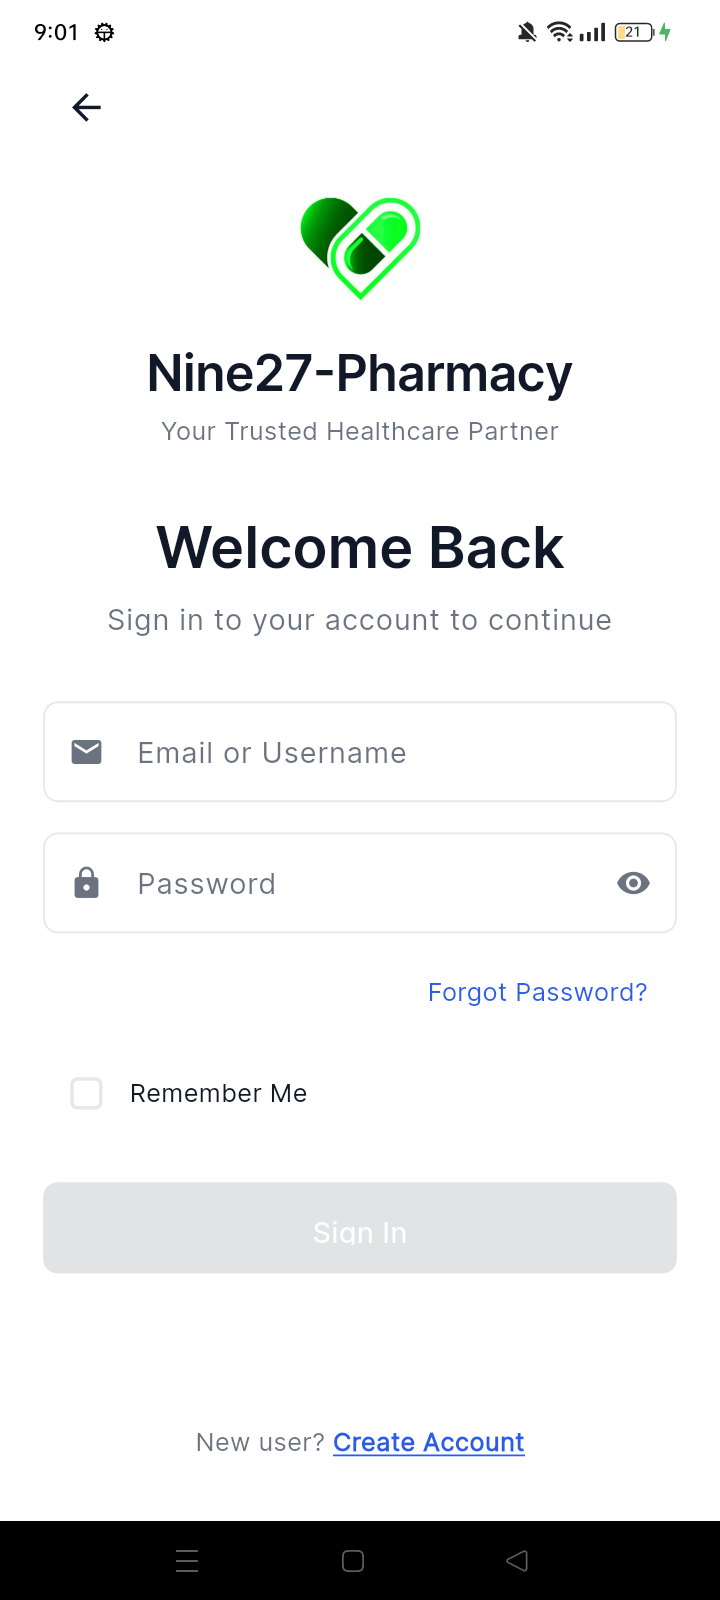 9:01
21
Nine27-Pharmacy
Your Trusted Healthcare Partner
Welcome Back
Sign in to your account to continue
Email or Username
Password
Forgot Password?
Remember Me
Sign In
New user? Create Account